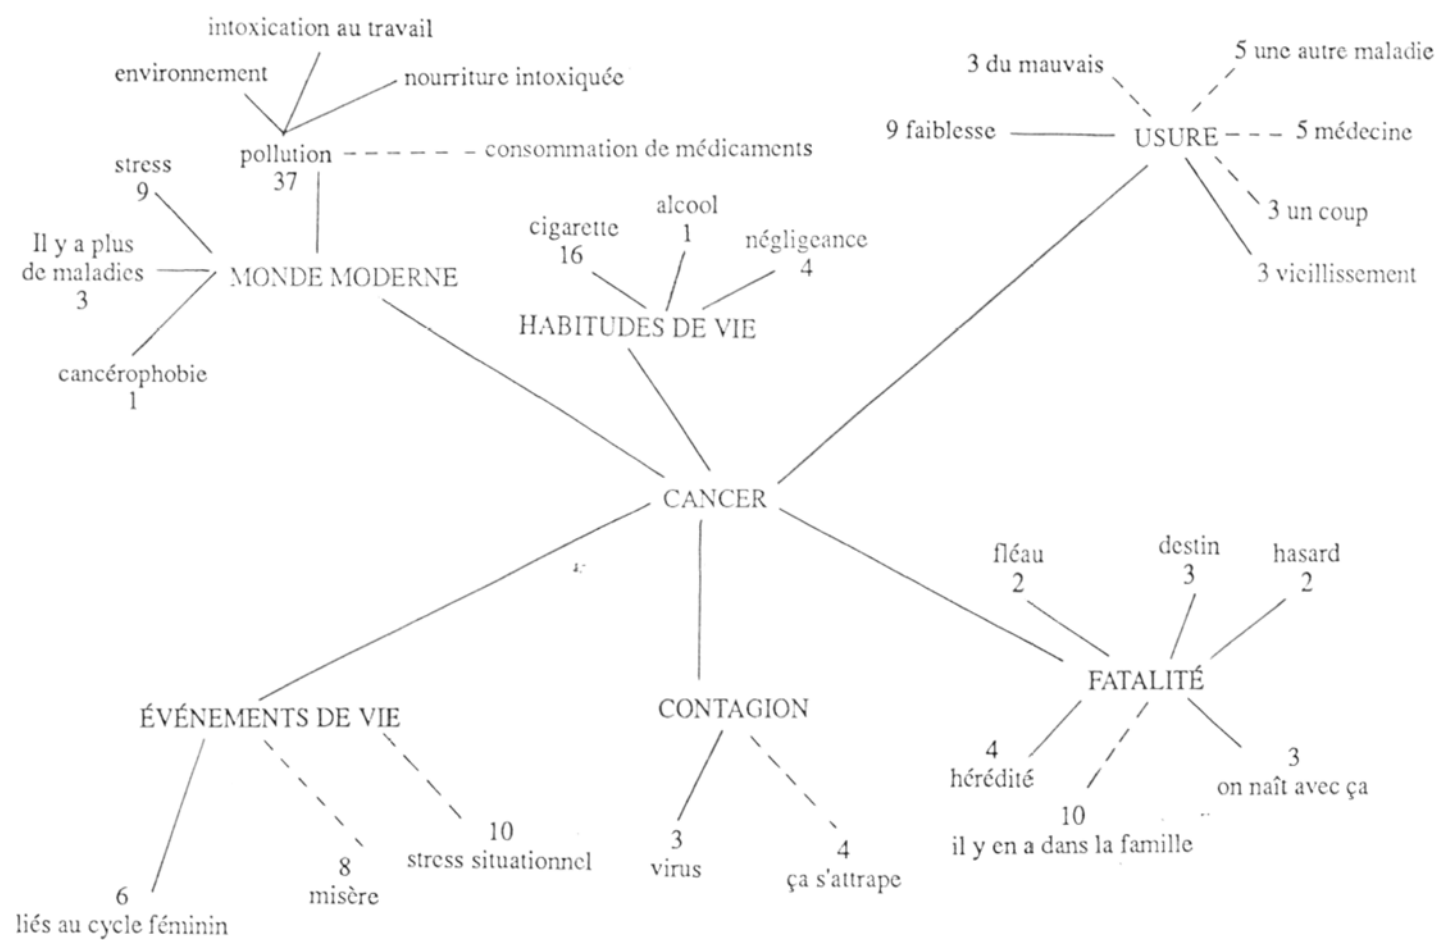 intoxication au travail
environnement
nourriture intoxiquée
pollution
37
consommation de médicaments
stress
9
Il y a plus
de maladies
3
MONDE MODERNE
cancérophobie
1
cigarette
16
alcool
1
négligeance
4
HABITUDES DE VIE
3 du mauvais
5 une autre maladie
9 faiblesse
USURE
5 médecine
3 un coup
3 vieillissement
CANCER
fléau
2
destin
3
hasard
2
FATALITÉ
4
hérédité
10
il y en a dans la famille
3
on naît avec ça
ÉVÉNEMENTS DE VIE
6
liés au cycle féminin
8
misère
10
stress situationnel
CONTAGION
3
virus
4
ça s'attrape